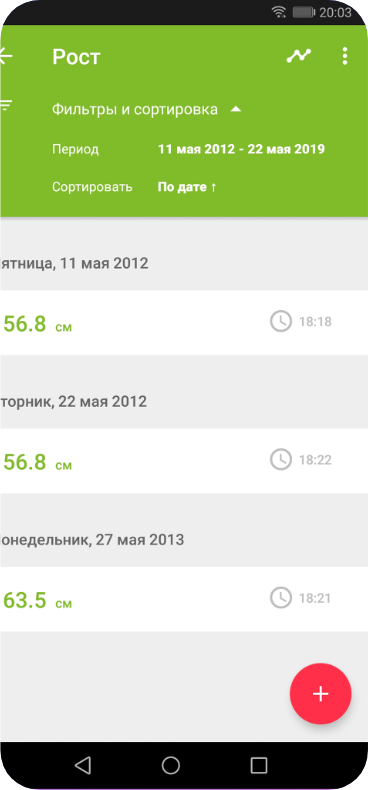 20:03
Рост
Фильтры и сортировка
Период 11 мая 2012 - 22 мая 2019
Сортировать По дате ↑
ятница, 11 мая 2012
56.8 см 18:18
торник, 22 мая 2012
56.8 см 18:22
онедельник, 27 мая 2013
63.5 см 18:21